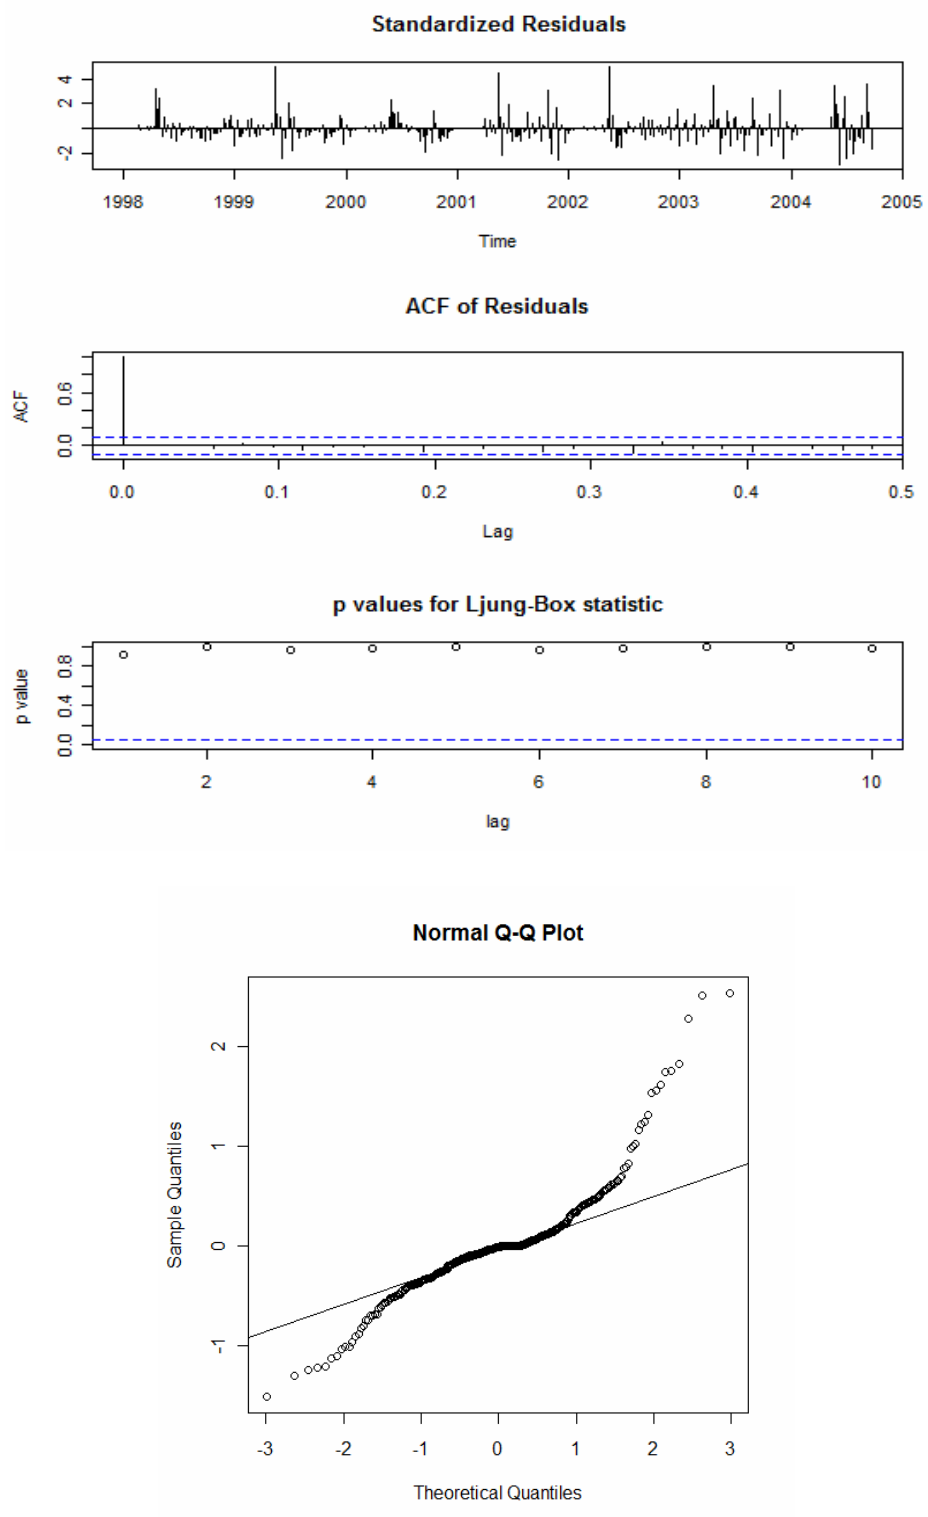 Standardized Residuals
4
2
-2
1998 1999 2000 2001 2002 2003 2004 2005
Time
ACF of Residuals
ACF
0.6
0.0
0.0 0.1 0.2 0.3 0.4 0.5
Lag
p values for Ljung-Box statistic
p value
0.8
0.4
0.0
2 4 6 8 10
lag
Normal Q-Q Plot
Sample Quantiles
2
1
0
-1
-3 -2 -1 0 1 2 3
Theoretical Quantiles